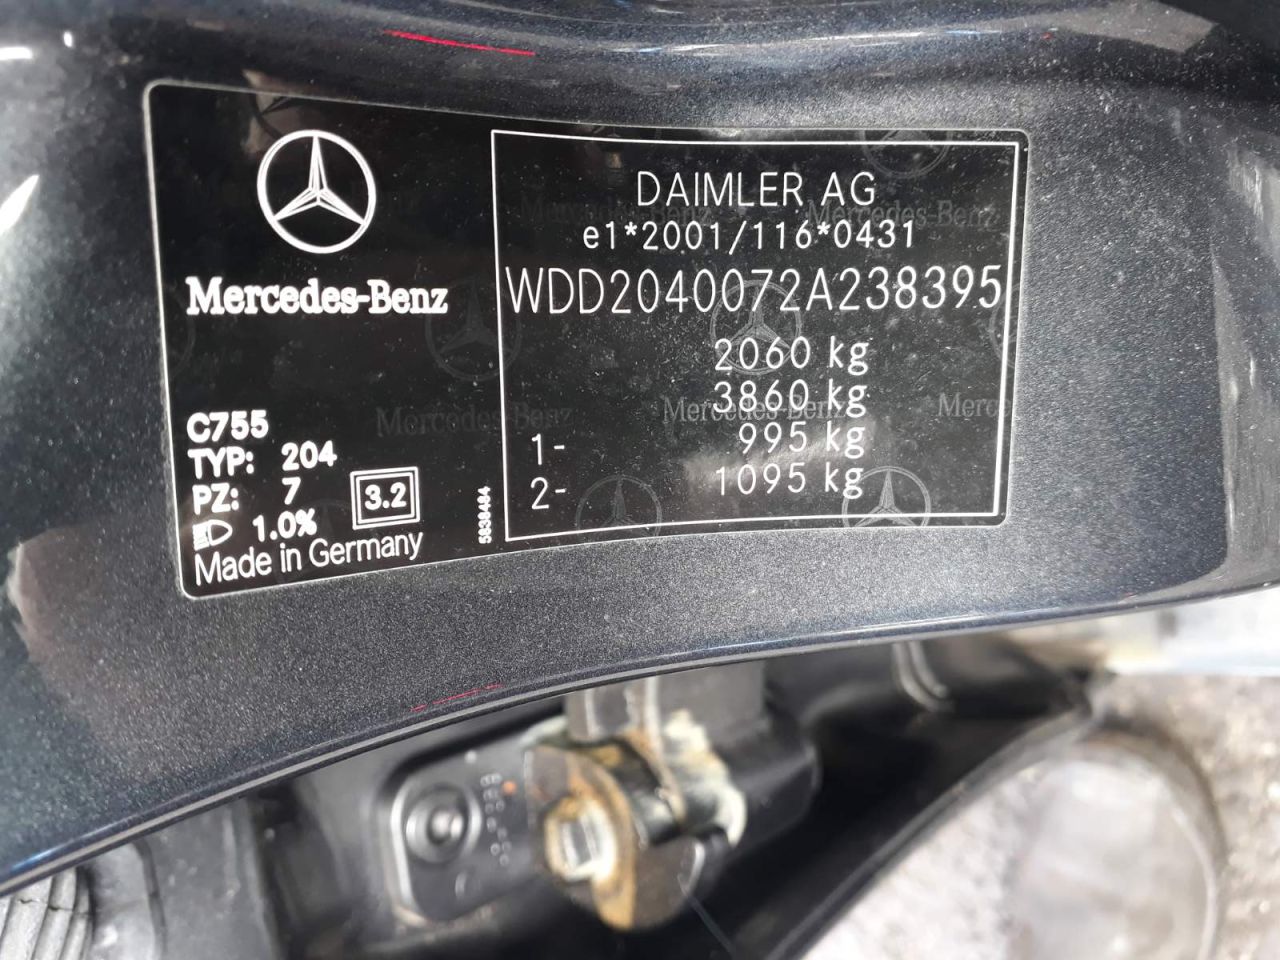 Mercedes-Benz
C755
TYP: 204
PZ: 7
3.2
1.0%
Made in Germany
5838484
DAIMLER AG
e1*2001/116*0431
WDD2040072A238395
2060 kg
3860 kg
1- 995 kg
2- 1095 kg